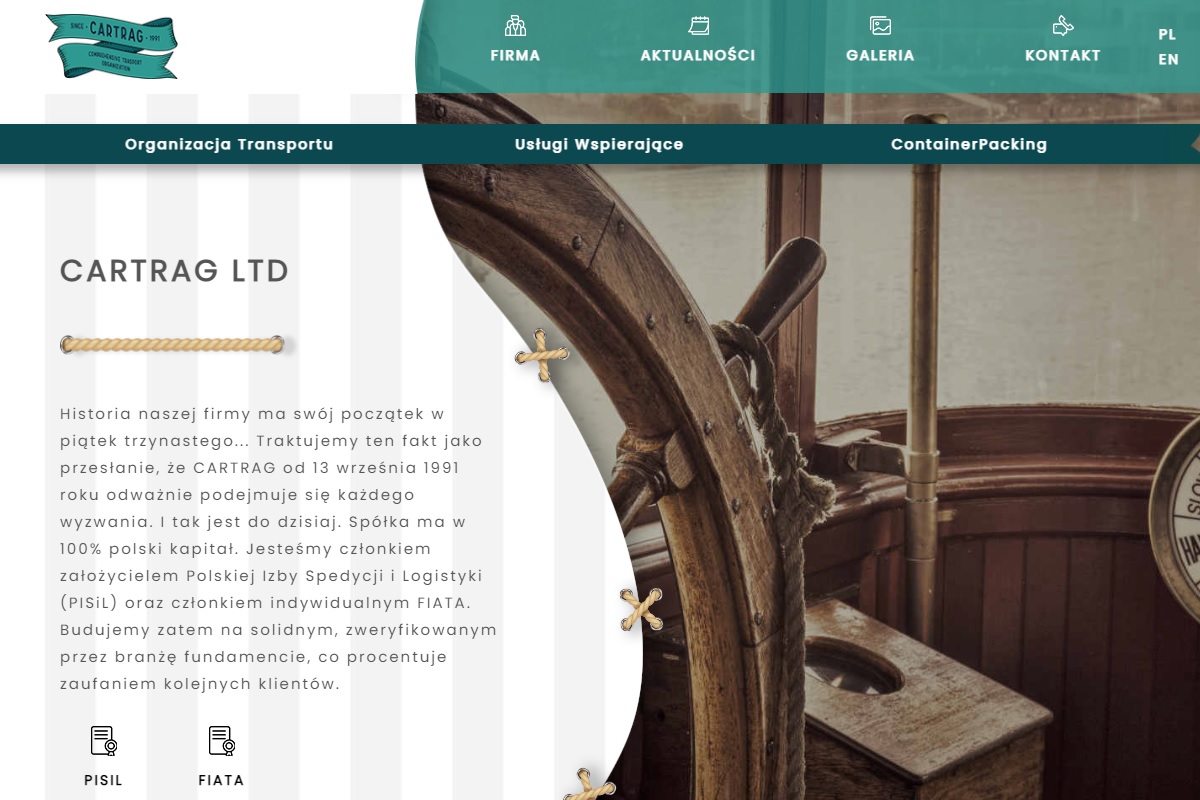 SINCE · CARTRAG · 1991
COMPREHENSIVE TRASPORT
ORGANIZATION
FIRMA
AKTUALNOŚCI
GALERIA
KONTAKT
PL
EN
Organizacja Transportu
Usługi Wspierające
ContainerPacking
CARTRAG LTD
Historia naszej firmy ma swój początek w
piątek trzynastego... Traktujemy ten fakt jako
przesłanie, że CARTRAG od 13 września 1991
roku odważnie podejmuje się każdego
wyzwania. I tak jest do dzisiaj. Spółka ma w
100% polski kapitał. Jesteśmy członkiem
założycielem Polskiej Izby Spedycji i Logistyki
(PISiL) oraz członkiem indywidualnym FIATA.
Budujemy zatem na solidnym, zweryfikowanym
przez branżę fundamencie, co procentuje
zaufaniem kolejnych klientów.
PISIL
FIATA